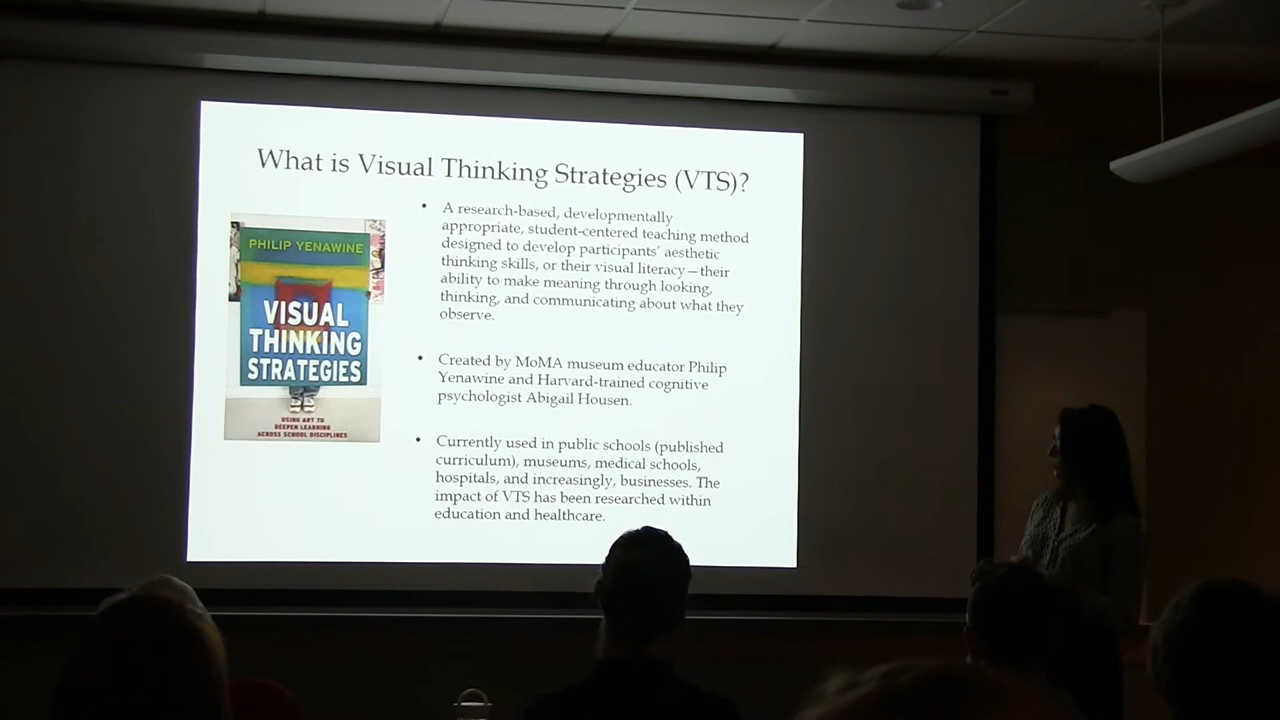 What is Visual Thinking Strategies (VTS)?
PHILIP YENAWINE
VISUAL
THINKING
STRATEGIES
USING ART TO
DEEPEN LEARNING
ACROSS SCHOOL DISCIPLINES
• A research-based, developmentally
appropriate, student-centered teaching method
designed to develop participants' aesthetic
thinking skills, or their visual literacy—their
ability to make meaning through looking,
thinking, and communicating about what they
observe.
• Created by MoMA museum educator Philip
Yenawine and Harvard-trained cognitive
psychologist Abigail Housen.
• Currently used in public schools (published
curriculum), museums, medical schools,
hospitals, and increasingly, businesses. The
impact of VTS has been researched within
education and healthcare.